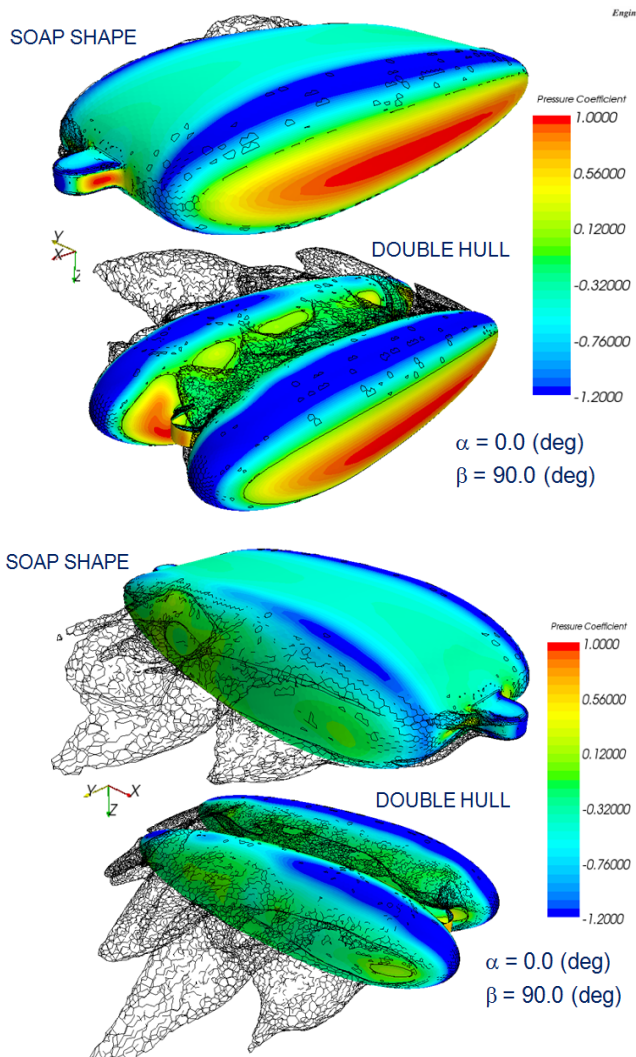 Engin
SOAP SHAPE
Pressure Coefficient
1.0000
0.56000
0.12000
-0.32000
-0.76000
-1.2000
Y
X
Z
DOUBLE HULL
α = 0.0 (deg)
β = 90.0 (deg)
SOAP SHAPE
Pressure Coefficient
1.0000
0.56000
0.12000
-0.32000
-0.76000
-1.2000
Y
X
Z
DOUBLE HULL
α = 0.0 (deg)
β = 90.0 (deg)